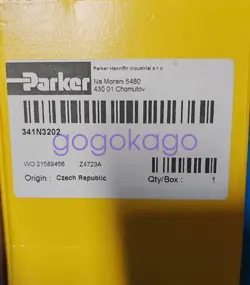 Parker Hannifin Industrial s.r.o.
Parker
Na Moráni 5480
430 01 Chomutov
341N3202
gogokago
WO 21589456 Z4723A
Origin : Czech Republic
Qty/Box : 1